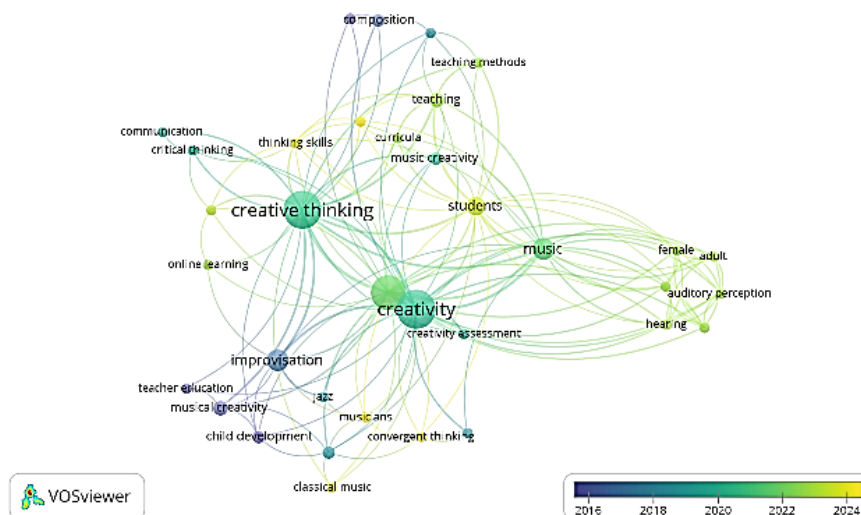 composition
teaching methods
teaching
communication
critical thinking
thinking skills
curricula
music creativity
creative thinking
students
music
female
adult
online learning
auditory perception
creativity
hearing
creativity assessment
improvisation
teacher education
jazz
musical creativity
musicians
child development
convergent thinking
classical music
VOSviewer
2016 2018 2020 2022 2024